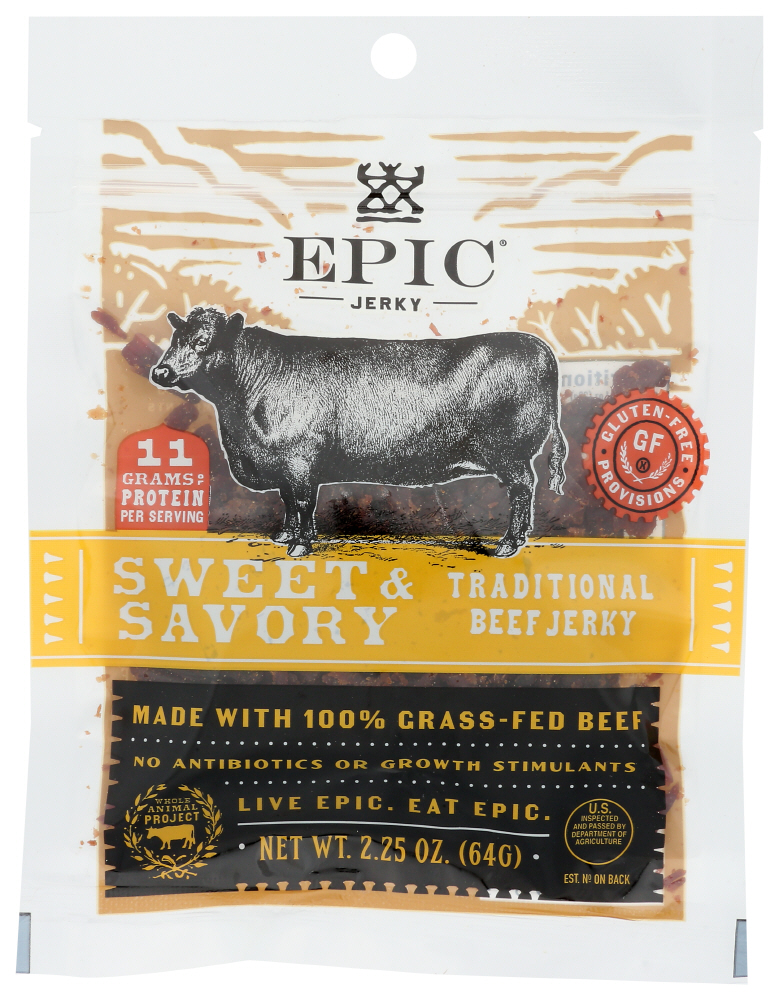 EPIC®
JERKY
11
GRAMS OF
PROTEIN
PER SERVING
GLUTEN-FREE
GF
PROVISIONS
SWEET &
SAVORY
TRADITIONAL
BEEF JERKY
MADE WITH 100% GRASS-FED BEEF
NO ANTIBIOTICS OR GROWTH STIMULANTS
LIVE EPIC. EAT EPIC.
WHOLE
ANIMAL
PROJECT
• NET WT. 2.25 OZ. (64G) •
U.S.
INSPECTED
AND PASSED BY
DEPARTMENT OF
AGRICULTURE
EST. Nº ON BACK